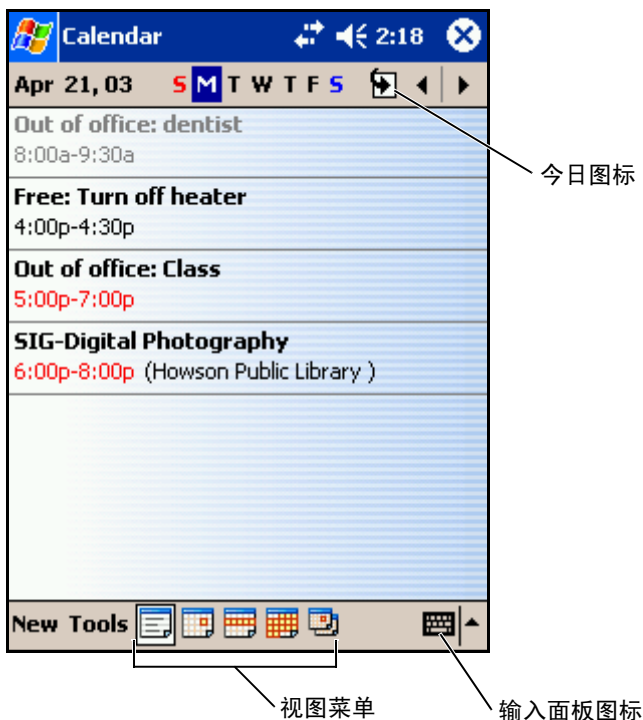 Calendar 2:18
Apr 21, 03 S M T W T F S
今日图标
Out of office: dentist
8:00a-9:30a
Free: Turn off heater
4:00p-4:30p
Out of office: Class
5:00p-7:00p
SIG-Digital Photography
6:00p-8:00p (Howson Public Library )
New Tools
视图菜单
输入面板图标